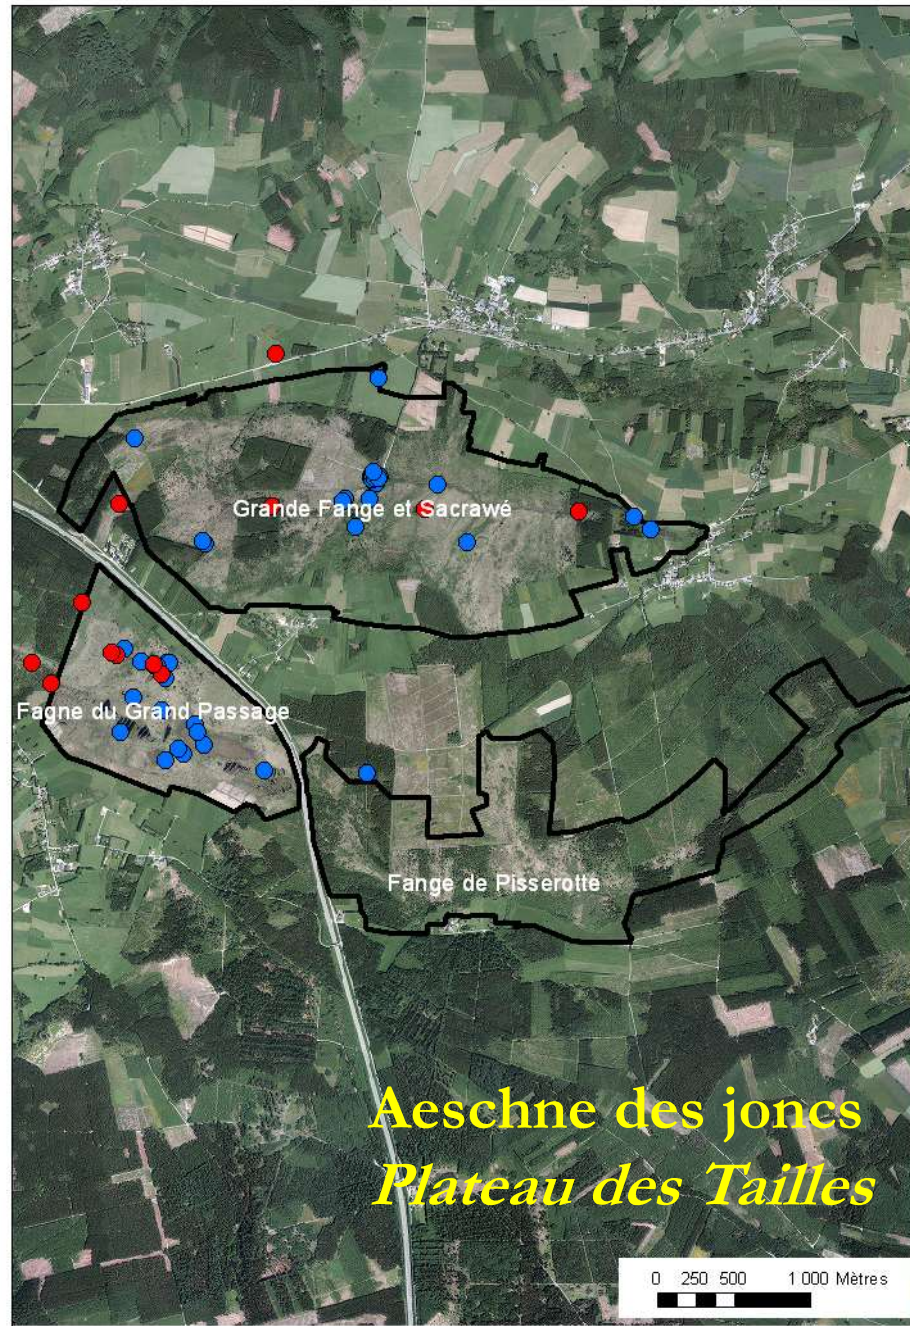 Grande Fange et Sacrawé
Fagne du Grand Passage
Fange de Pisserotte
Aeschne des joncs
Plateau des Tailles
0 250 500 1 000 Mètres